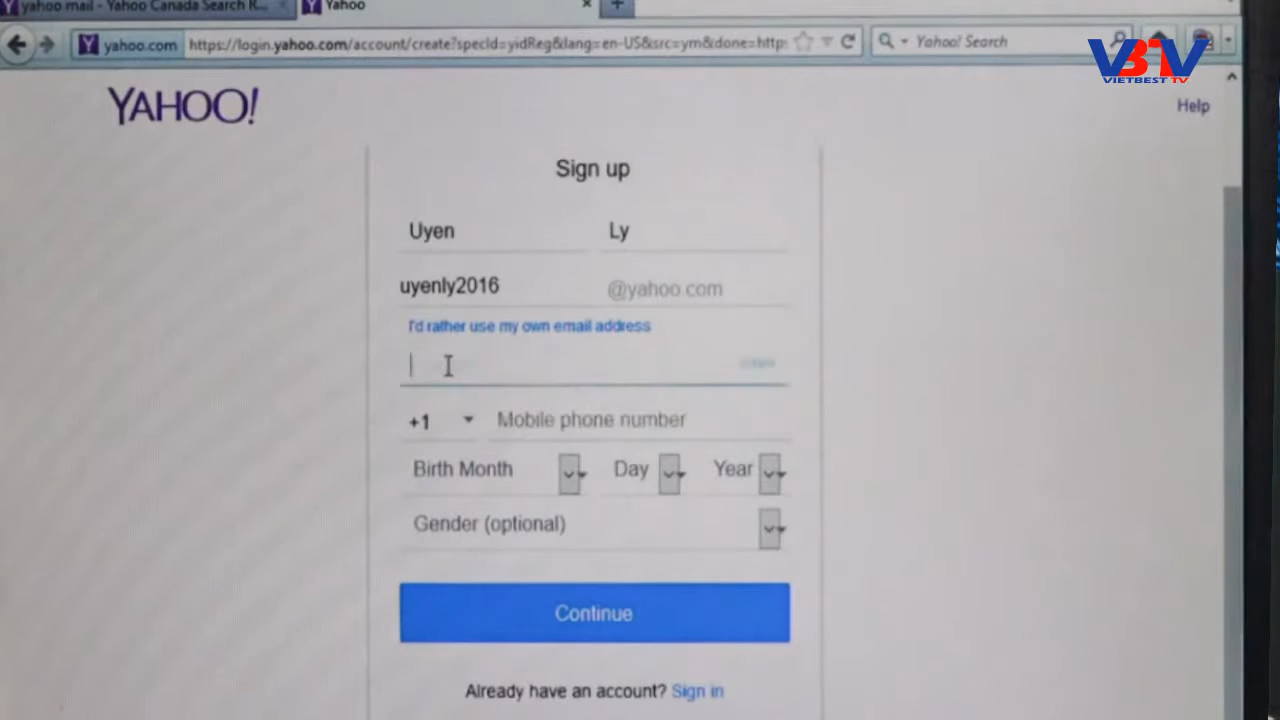 yahoo mail - Yahoo Canada Search R...
Yahoo
yahoo.com
https://login.yahoo.com/account/create?specId=yidReg&lang=en-US&src=ym&done=http
Yahoo! Search
VBTV
VIETBEST TV
YAHOO!
Help
Sign up
Uyen Ly
uyenly2016 @yahoo.com
I'd rather use my own email address
+1 Mobile phone number
Birth Month Day Year
Gender (optional)
Continue
Already have an account? Sign in